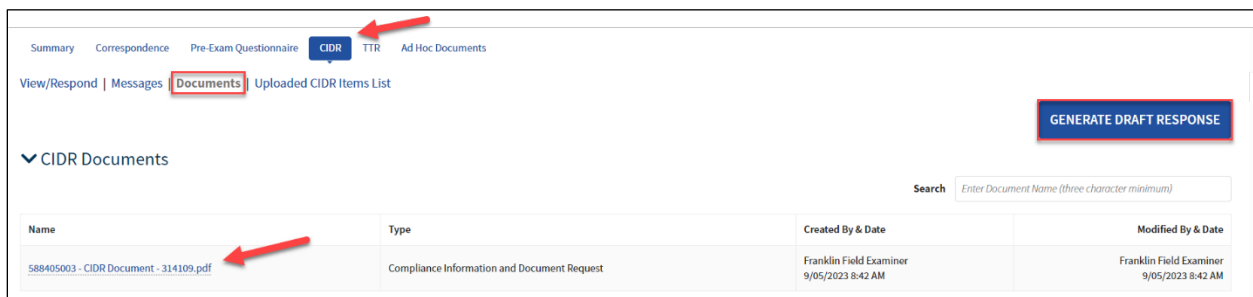 Summary Correspondence Pre-Exam Questionnaire CIDR TTR Ad Hoc Documents
View/Respond | Messages | Documents | Uploaded CIDR Items List
GENERATE DRAFT RESPONSE
CIDR Documents
Search Enter Document Name (three character minimum)
Name Type Created By & Date Modified By & Date
588405003 - CIDR Document - 314109.pdf Compliance Information and Document Request Franklin Field Examiner Franklin Field Examiner
9/05/2023 8:42 AM 9/05/2023 8:42 AM